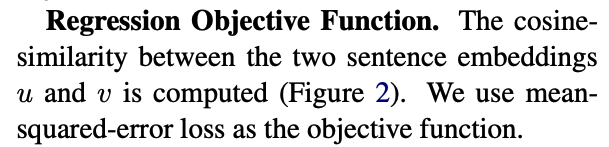 Regression Objective Function. The cosine-
similarity between the two sentence embeddings
u and v is computed (Figure 2). We use mean-
squared-error loss as the objective function.